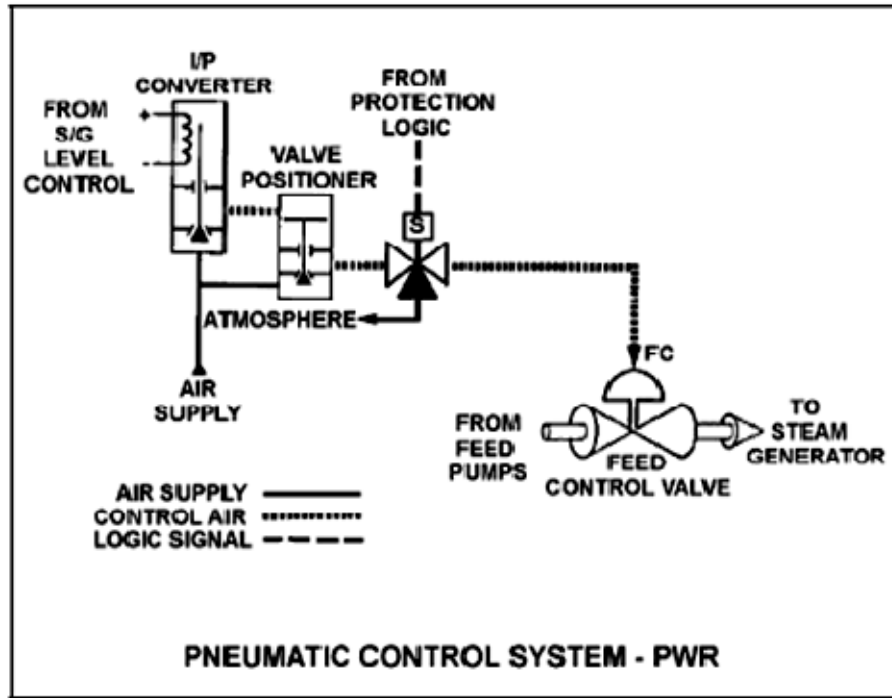 I/P
CONVERTER
FROM
S/G
LEVEL
CONTROL
+
-
VALVE
POSITIONER
FROM
PROTECTION
LOGIC
S
ATMOSPHERE
AIR
SUPPLY
FC
FROM
FEED
PUMPS
FEED
CONTROL VALVE
TO
STEAM
GENERATOR
AIR SUPPLY
CONTROL AIR
LOGIC SIGNAL
PNEUMATIC CONTROL SYSTEM - PWR